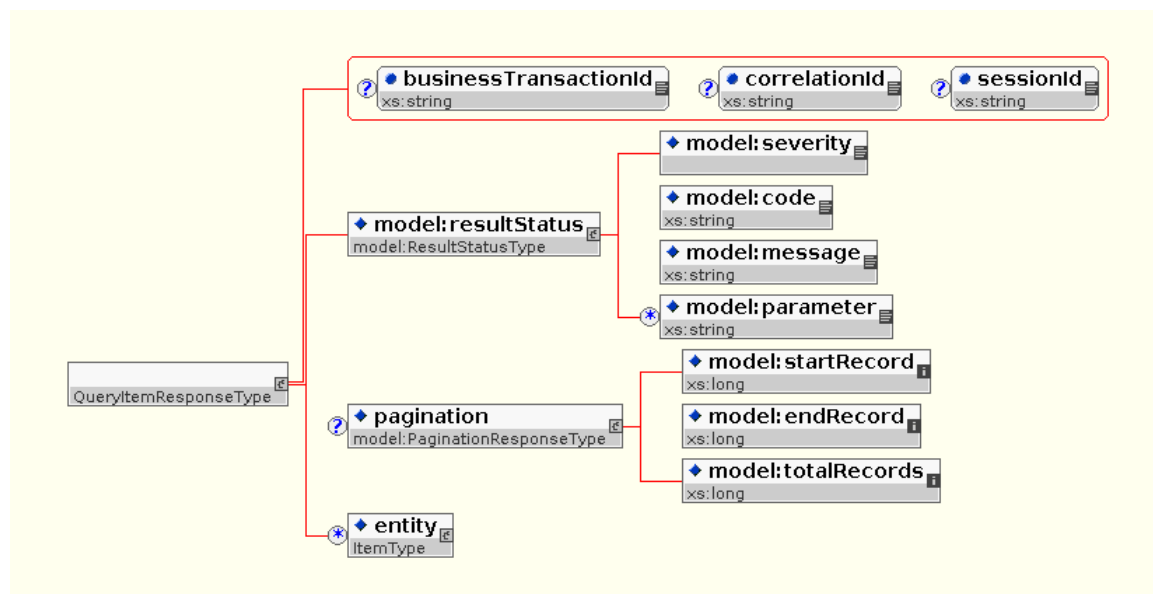 businessTransactionId
xs:string
correlationId
xs:string
sessionId
xs:string
model:severity
model:code
xs:string
model:resultStatus
model:ResultStatusType
model:message
xs:string
model:parameter
xs:string
QueryItemResponseType
model:startRecord
xs:long
pagination
model:PaginationResponseType
model:endRecord
xs:long
model:totalRecords
xs:long
entity
ItemType